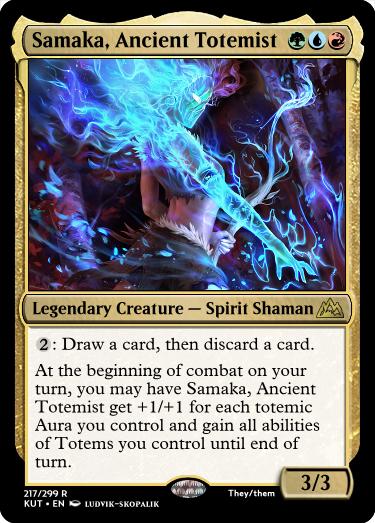 Samaka, Ancient Totemist
Legendary Creature — Spirit Shaman
2: Draw a card, then discard a card.
At the beginning of combat on your
turn, you may have Samaka, Ancient
Totemist get +1/+1 for each totemic
Aura you control and gain all abilities
of Totems you control until end of
turn.
3/3
217/299 R
KUT • EN LUDVIK-SKOPALIK
They/them